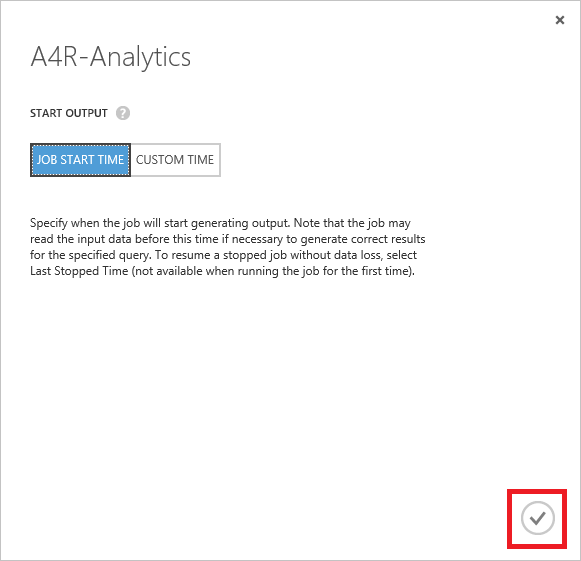 A4R-Analytics
START OUTPUT ?
JOB START TIME CUSTOM TIME
Specify when the job will start generating output. Note that the job may
read the input data before this time if necessary to generate correct results
for the specified query. To resume a stopped job without data loss, select
Last Stopped Time (not available when running the job for the first time).